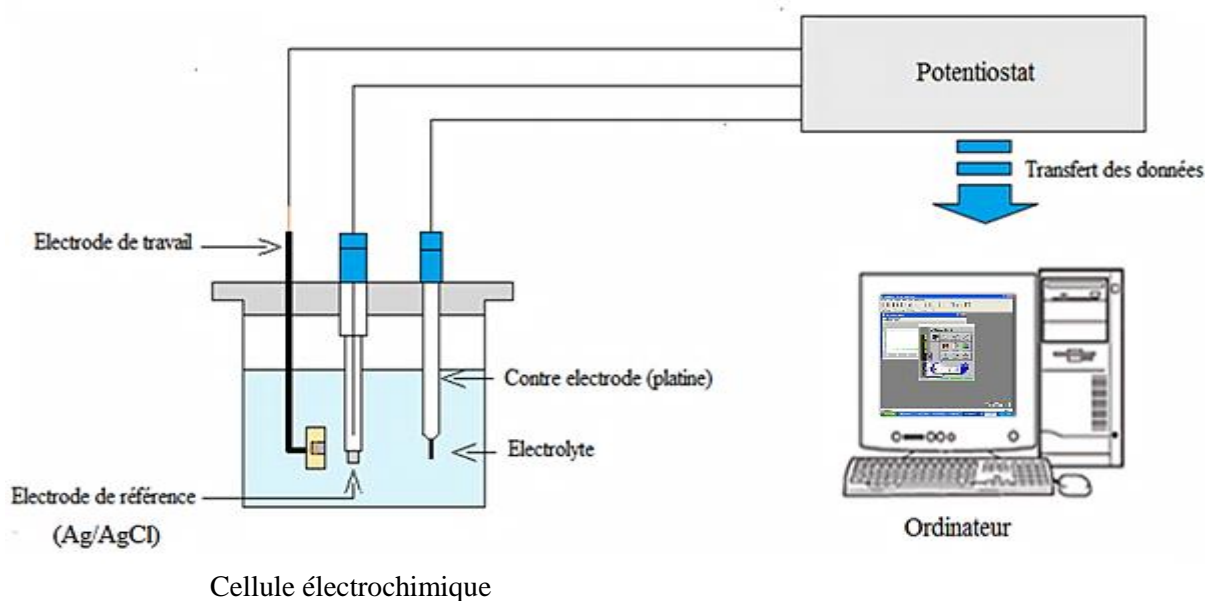 Potentiostat
Transfert des données
Electrode de travail
Contre electrode (platine)
Electrolyte
Electrode de référence
(Ag/AgCl)
Ordinateur
Cellule électrochimique